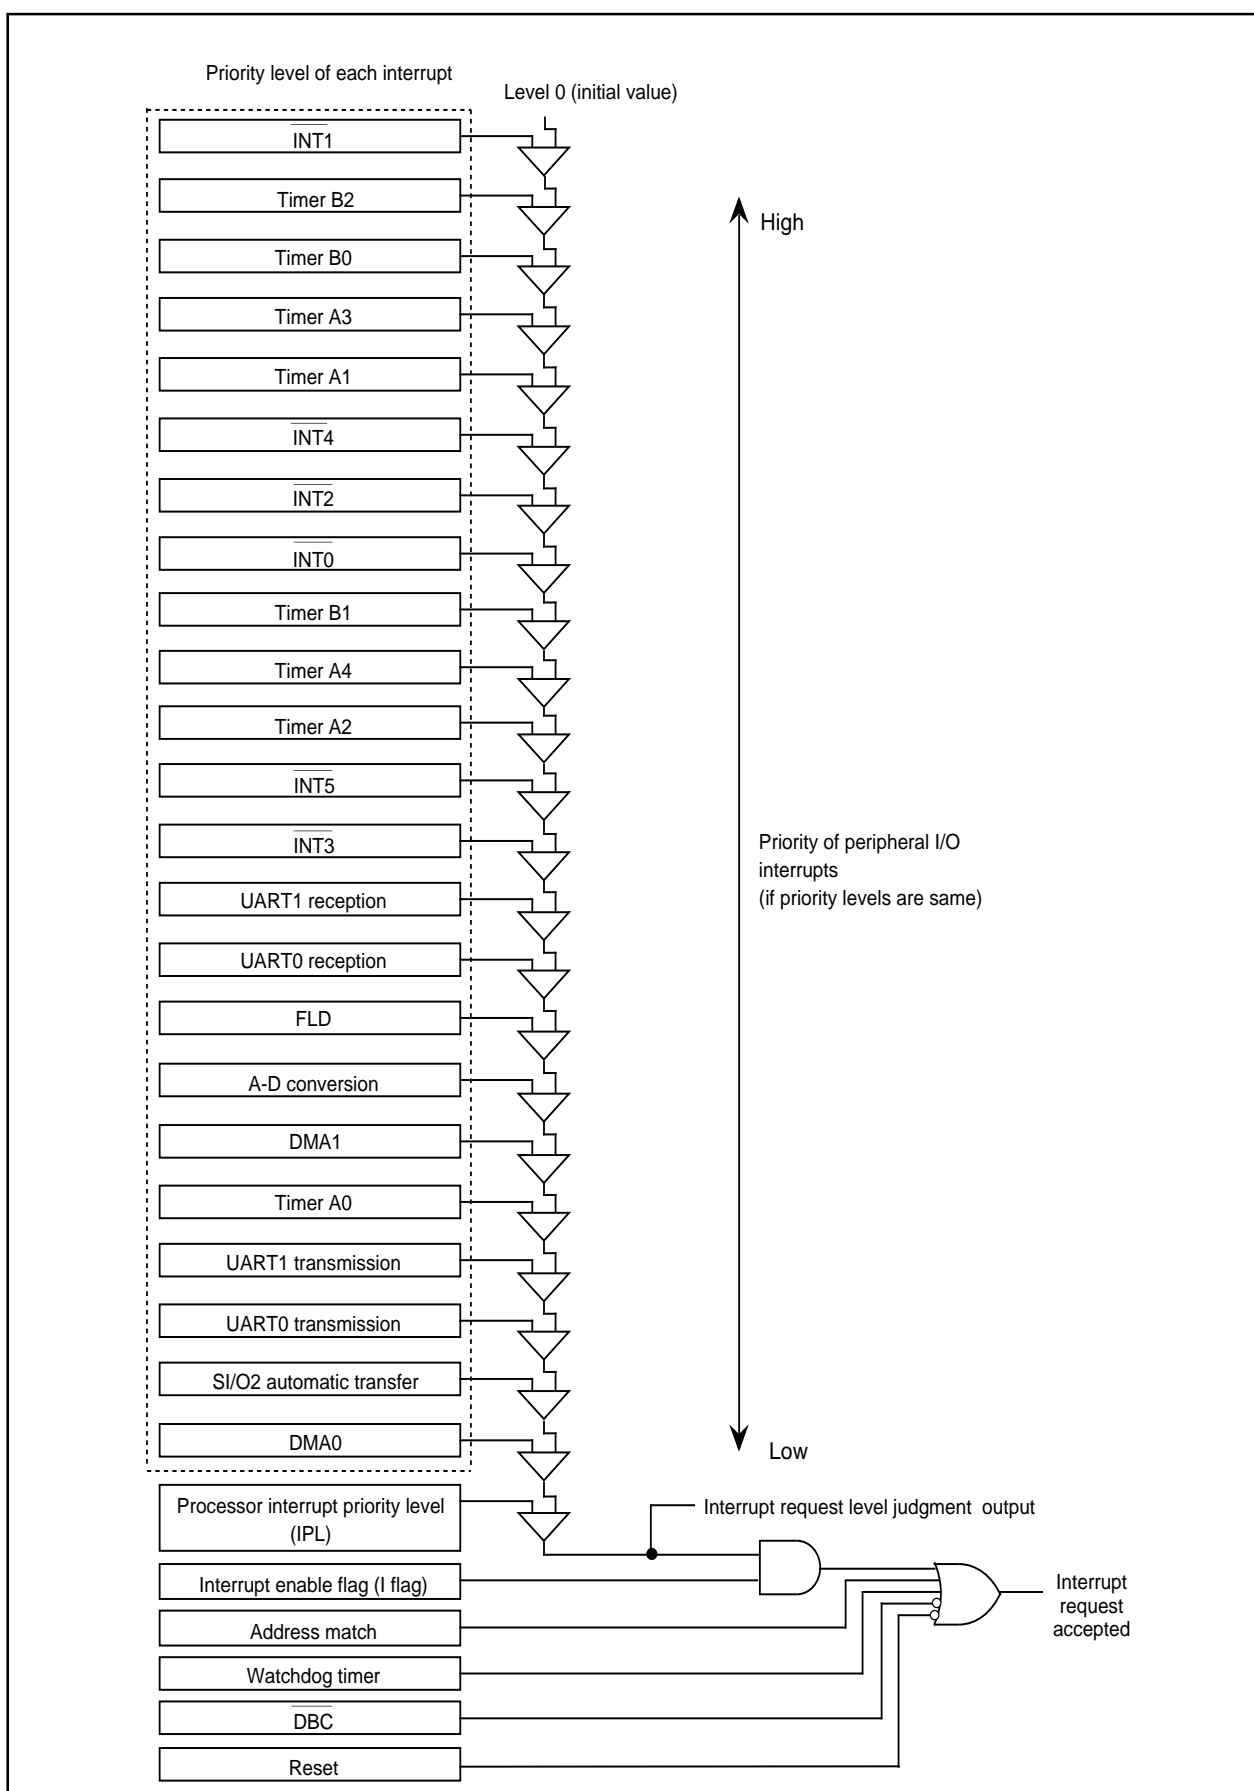 Priority level of each interrupt
Level 0 (initial value)
INT1
Timer B2
High
Timer B0
Timer A3
Timer A1
INT4
INT2
INT0
Timer B1
Timer A4
Timer A2
INT5
INT3
Priority of peripheral I/O
interrupts
(if priority levels are same)
UART1 reception
UART0 reception
FLD
A-D conversion
DMA1
Timer A0
UART1 transmission
UART0 transmission
SI/O2 automatic transfer
DMA0
Low
Processor interrupt priority level
(IPL)
Interrupt request level judgment output
Interrupt enable flag (I flag)
Interrupt
request
accepted
Address match
Watchdog timer
DBC
Reset